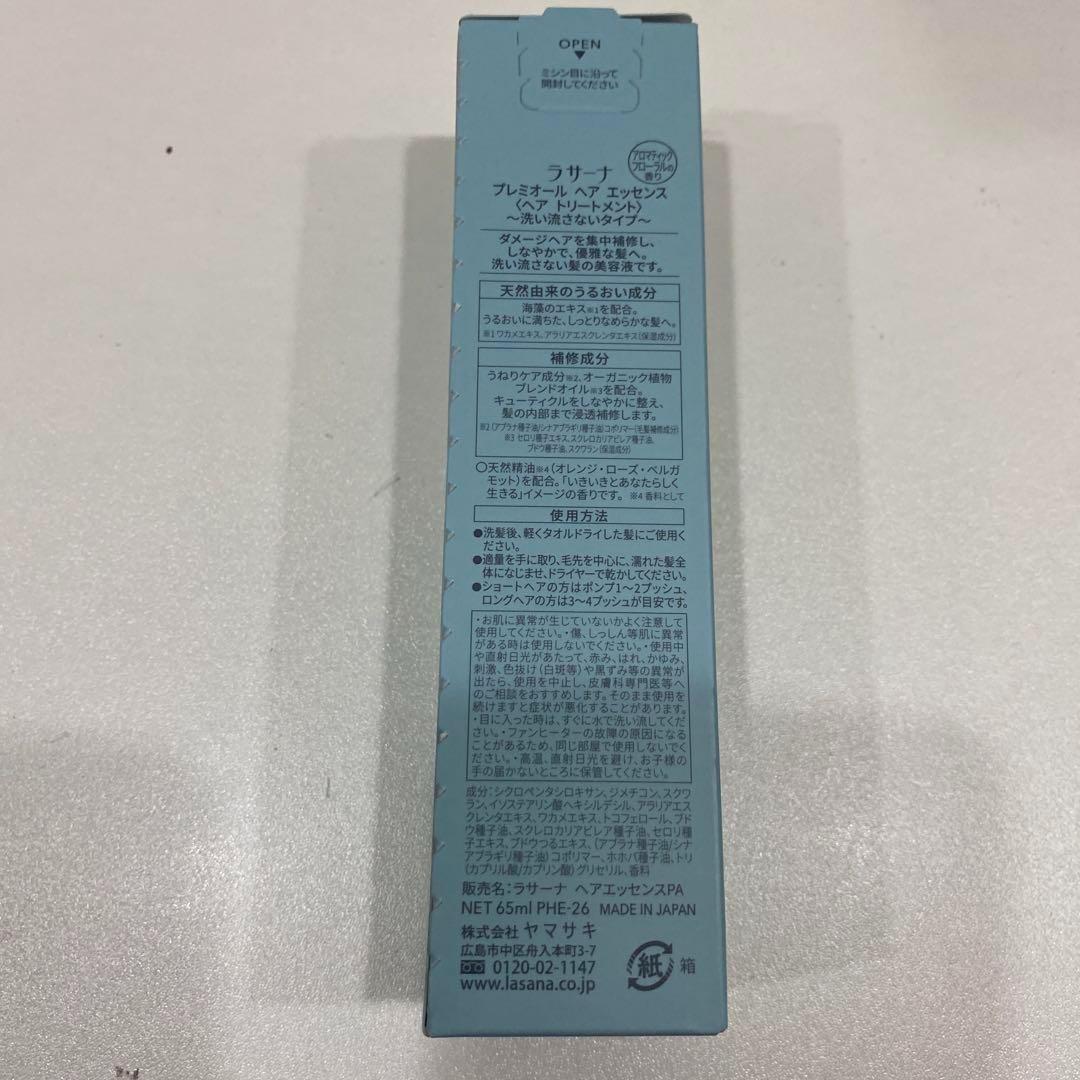 OPEN
ミシン目に沿って
開封してください
アロマティック
フローラルの
香り
ラサーナ
プレミオール ヘア エッセンス
〈ヘア トリートメント〉
〜洗い流さないタイプ〜
ダメージヘアを集中補修し、
しなやかで、優雅な髪へ。
洗い流さない髪の美容液です。
天然由来のうるおい成分
海藻のエキス※1を配合。
うるおいに満ちた、しっとりなめらかな髪へ。
※1 ワカメエキス、アラリアエスクレンタエキス(保湿成分)
補修成分
うねりケア成分※2、オーガニック植物
ブレンドオイル※3を配合。
キューティクルをしなやかに整え、
髪の内部まで浸透補修します。
※2 (アブラナ種子油/シナアブラギリ種子油)コポリマー(毛髪補修成分)
※3 セロリ種子エキス、スクレロカリアビレア種子油、
ブドウ種子油、スクワラン(保湿成分)
〇天然精油※4(オレンジ・ローズ・ベルガ
モット)を配合。「いきいきとあなたらしく
生きる」イメージの香りです。 ※4 香料として
使用方法
●洗髪後、軽くタオルドライした髪にご使用く
ださい。
●適量を手に取り、毛先を中心に、濡れた髪全
体になじませ、ドライヤーで乾かしてください。
●ショートヘアの方はポンプ1〜2プッシュ、
ロングヘアの方は3〜4プッシュが目安です。
・お肌に異常が生じていないかよく注意して
使用してください。・傷、しっしん等肌に異常
がある時は使用しないでください。・使用中
や直射日光があたって、赤み、はれ、かゆみ、
刺激、色抜け(白斑等)や黒ずみ等の異常が
出たら、使用を中止し、皮膚科専門医等へ
のご相談をおすすめします。そのまま使用を
続けますと症状が悪化することがあります。
・目に入った時は、すぐに水で洗い流してくだ
さい。・ファンヒーターの故障の原因になる
ことがあるため、同じ部屋で使用しないでく
ださい。・高温、直射日光を避け、お子様の
手の届かないところに保管してください。
成分:シクロペンタシロキサン、ジメチコン、スクワ
ラン、イソステアリン酸ヘキシルデシル、アラリアエス
クレンタエキス、ワカメエキス、トコフェロール、ブド
ウ種子油、スクレロカリアビレア種子油、セロリ種
子エキス、ブドウつるエキス、(アブラナ種子油/シナ
アブラギリ種子油)コポリマー、ホホバ種子油、トリ
(カプリル酸/カプリン酸)グリセリル、香料
販売名:ラサーナ ヘアエッセンスPA
NET 65ml PHE-26 MADE IN JAPAN
株式会社 ヤマサキ
広島市中区舟入本町3-7
0120-02-1147
www.lasana.co.jp
紙 箱